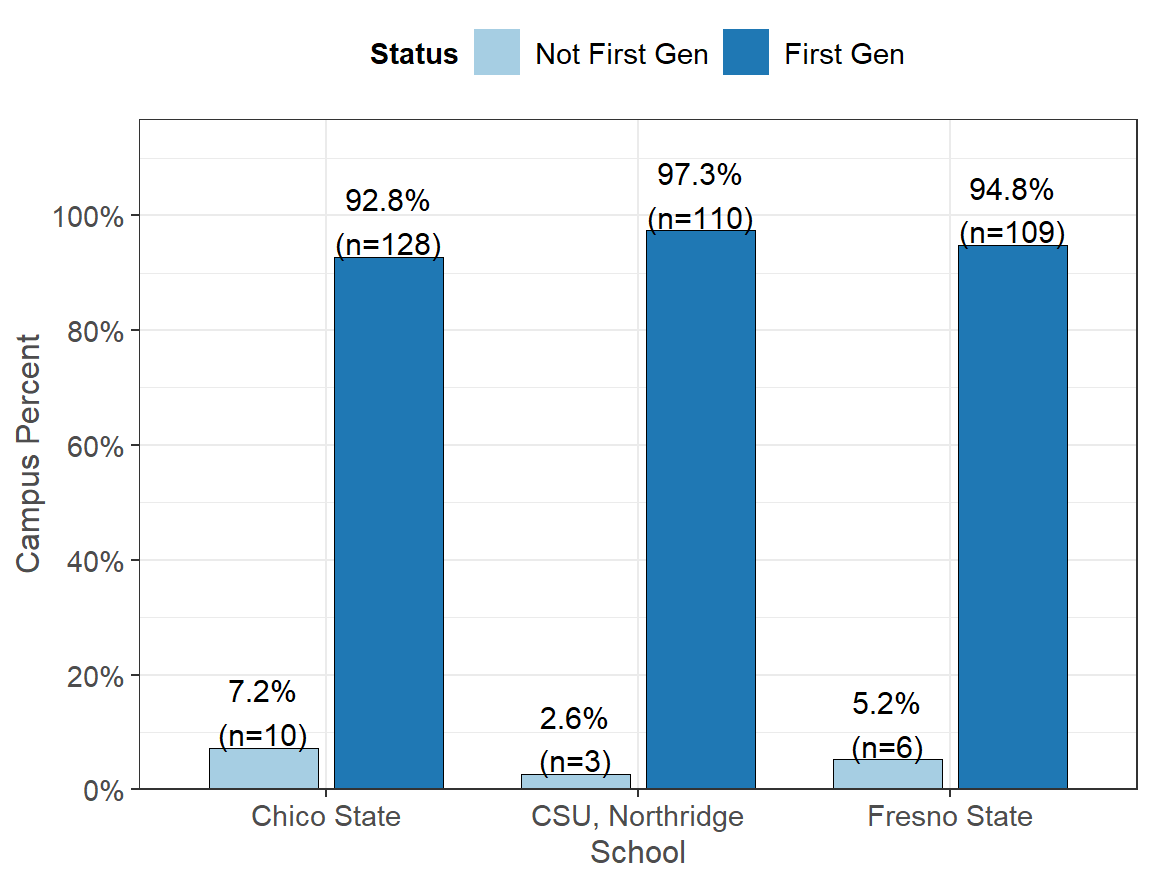 Status Not First Gen First Gen
Campus Percent
100%
80%
60%
40%
20%
0%
7.2%
(n=10)
92.8%
(n=128)
2.6%
(n=3)
97.3%
(n=110)
5.2%
(n=6)
94.8%
(n=109)
Chico State CSU, Northridge Fresno State
School